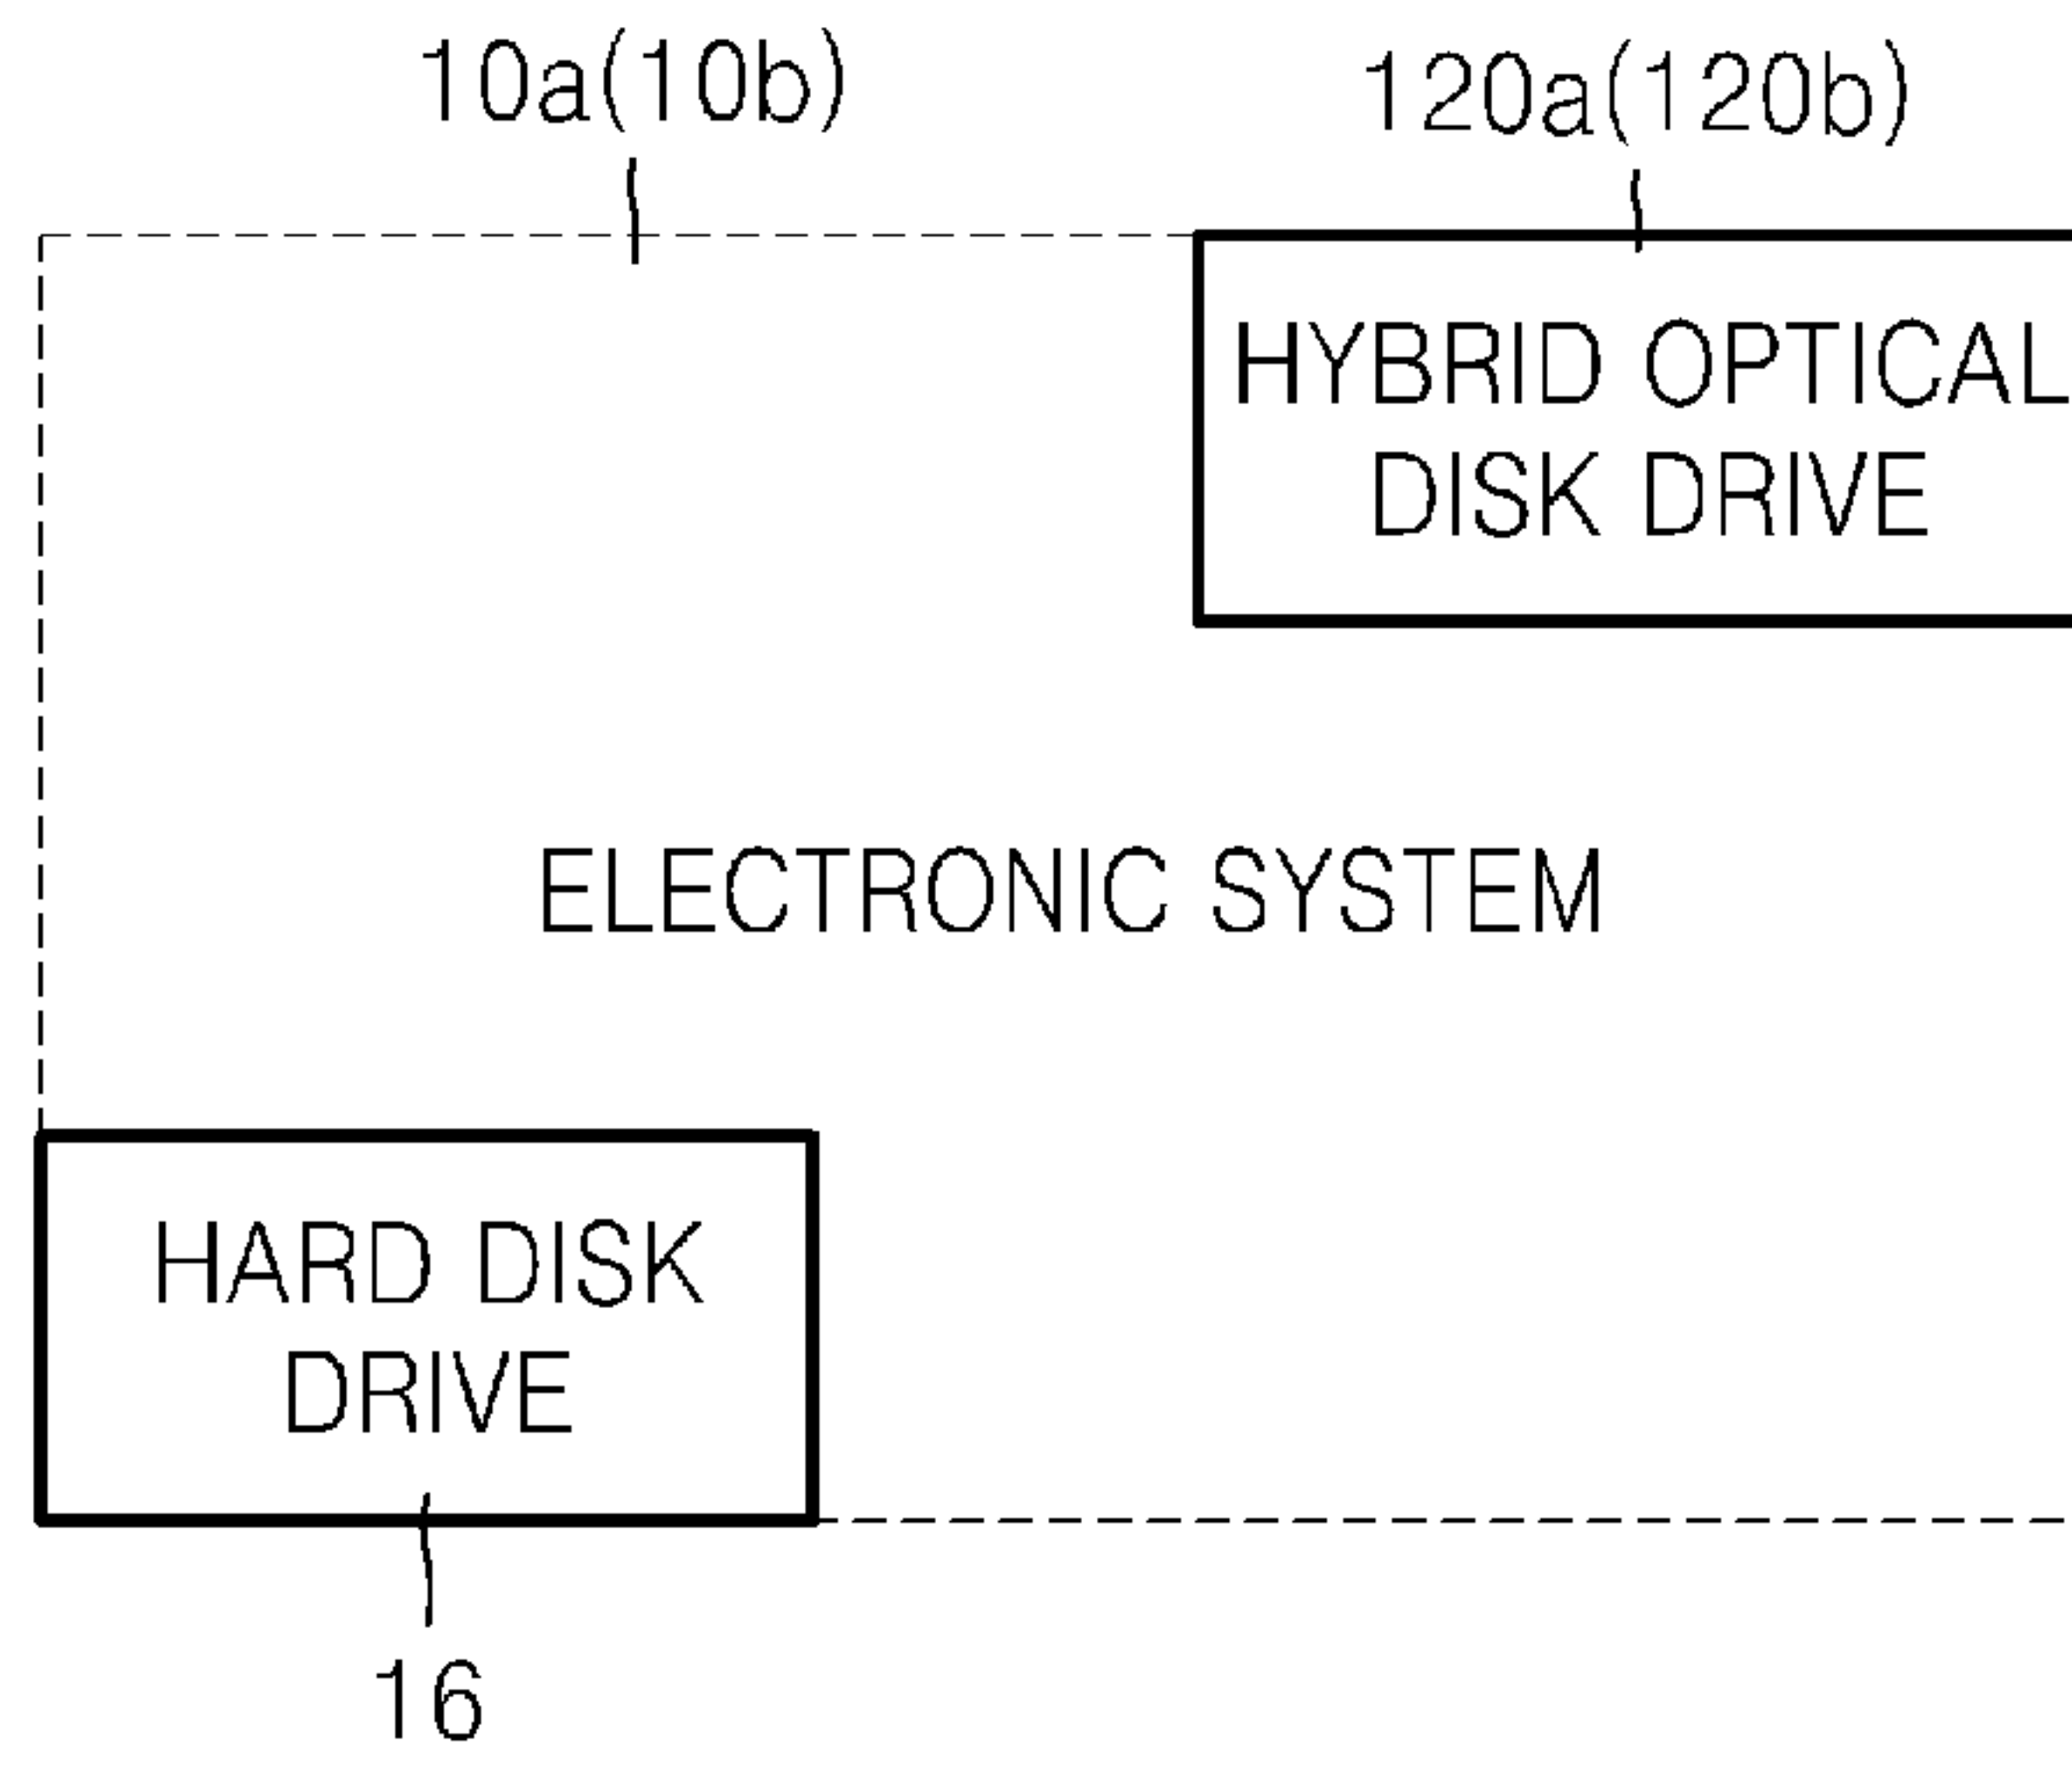 10a(10b)
120a(120b)
HYBRID OPTICAL
DISK DRIVE
ELECTRONIC SYSTEM
HARD DISK
DRIVE
16